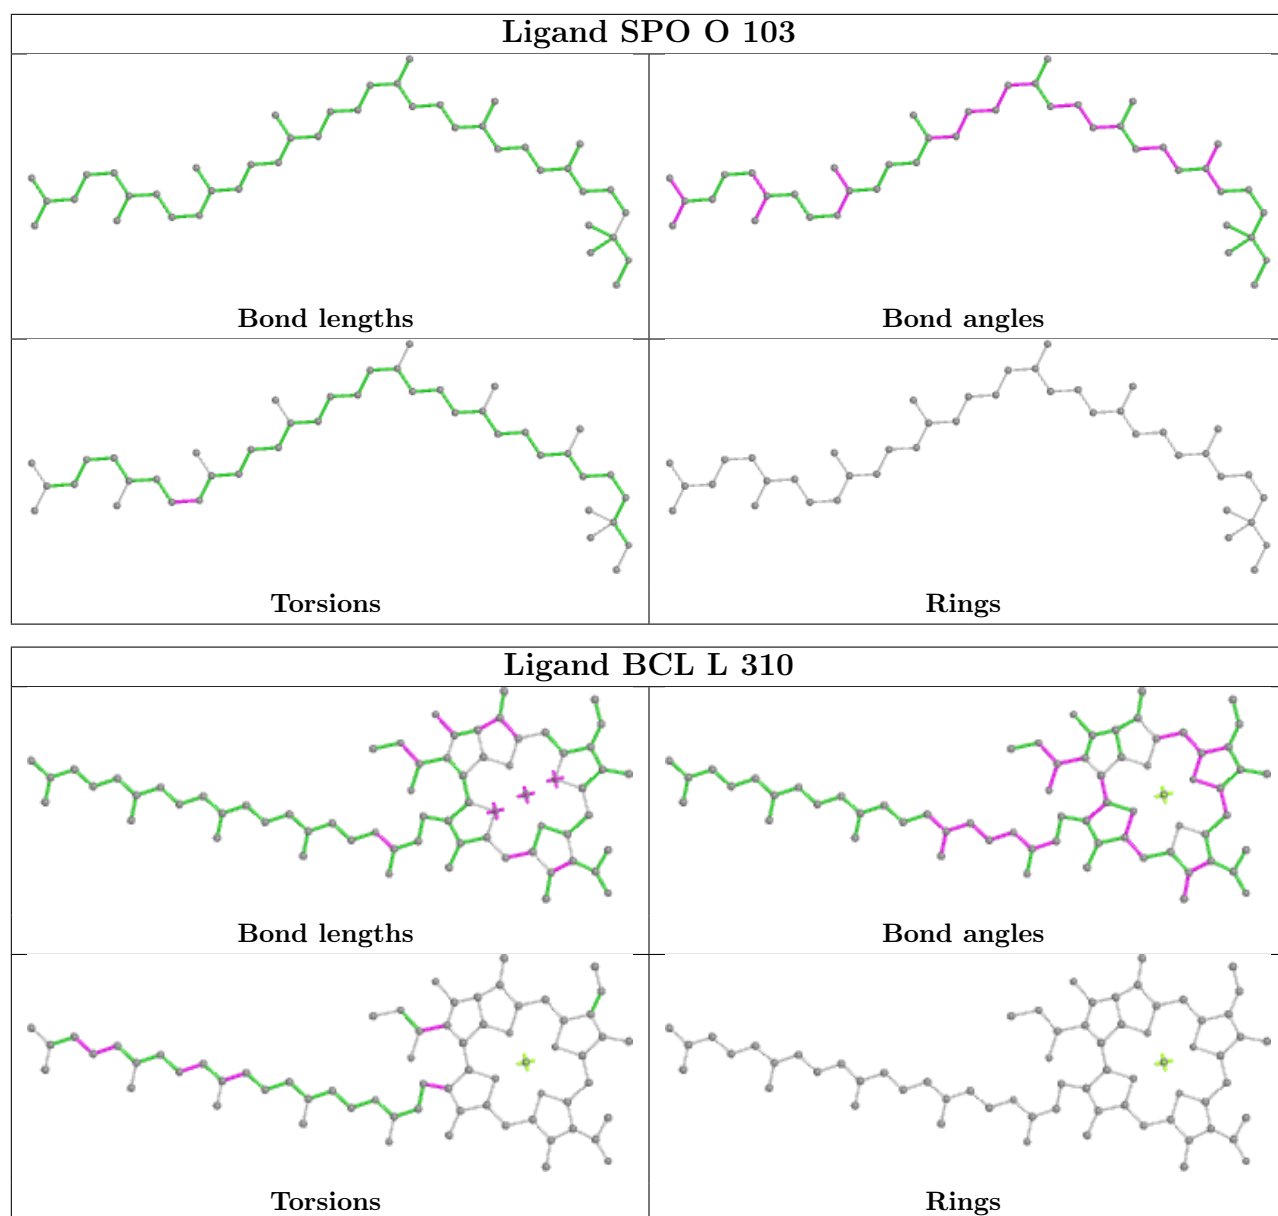 Ligand SPO O 103
Bond lengths
Bond angles
Torsions
Rings
Ligand BCL L 310
Bond lengths
Bond angles
Torsions
Rings